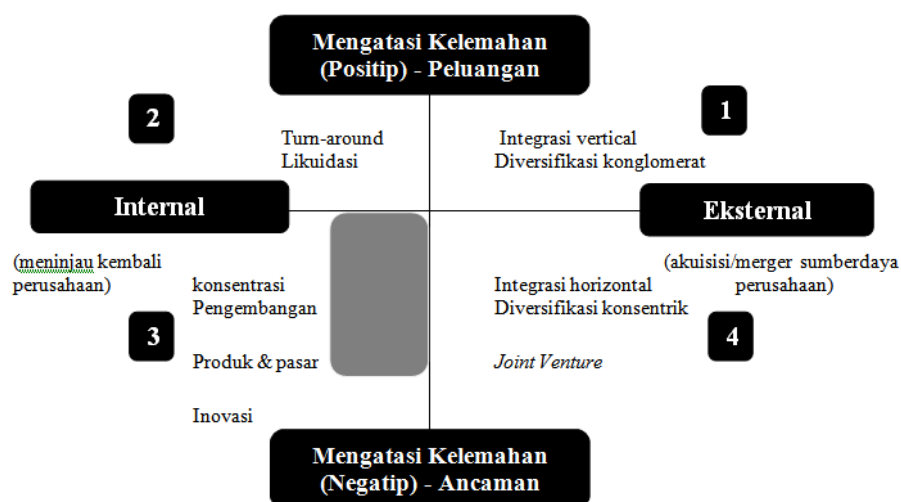 Mengatasi Kelemahan
(Positip) - Peluangan
2
1
Turn-around
Likuidasi
Integrasi vertical
Diversifikasi konglomerat
Internal
Eksternal
(meninjau kembali
perusahaan)
(akuisisi/merger sumberdaya
perusahaan)
konsentrasi
Pengembangan
Produk & pasar
Inovasi
3
Integrasi horizontal
Diversifikasi konsentrik
Joint Venture
4
Mengatasi Kelemahan
(Negatip) - Ancaman